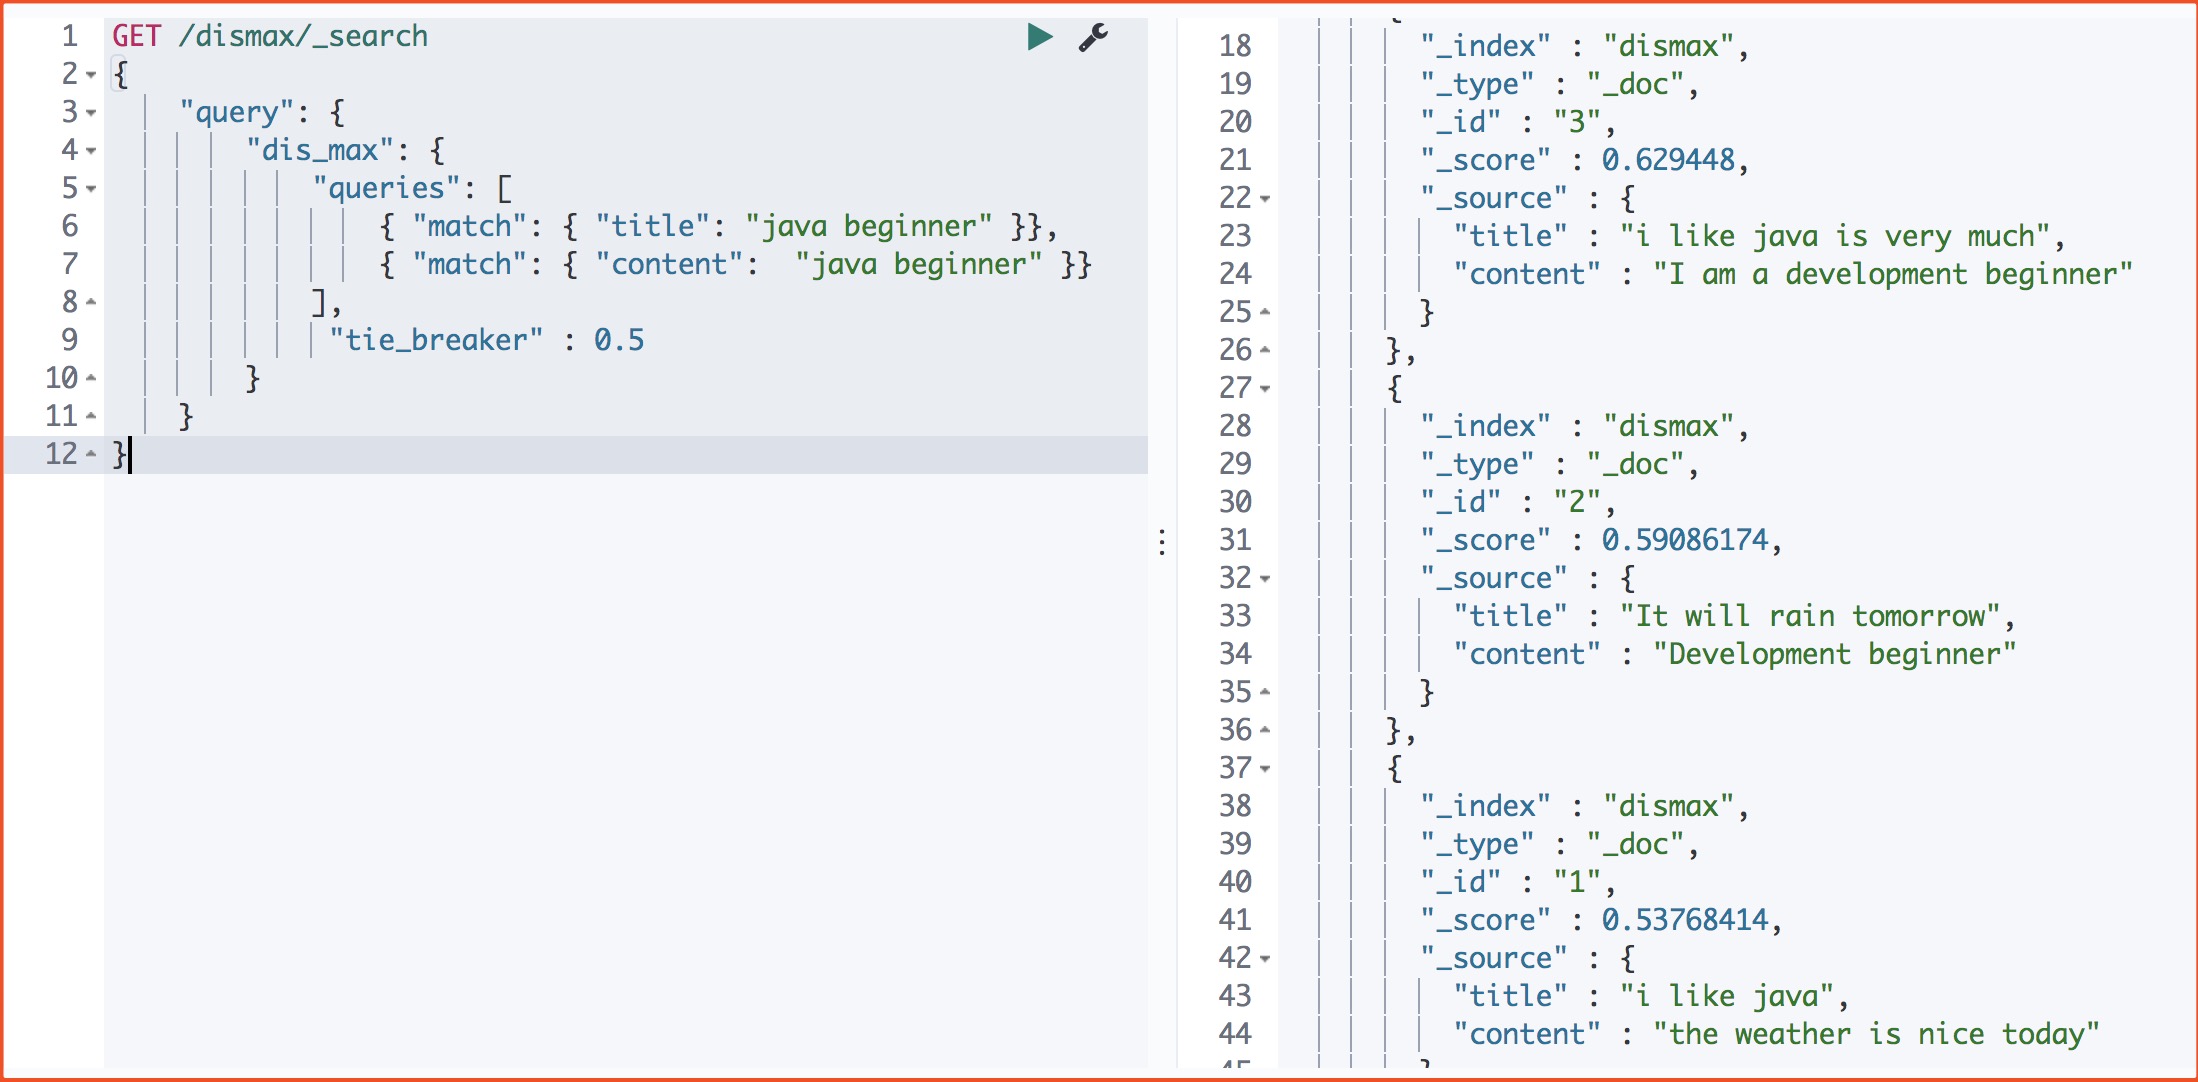 1 GET /dismax/_search
2 {
3 "query": {
4 "dis_max": {
5 "queries": [
6 { "match": { "title": "java beginner" }},
7 { "match": { "content":  "java beginner" }}
8 ],
9 "tie_breaker" : 0.5
10 }
11 }
12 }
{
18 "_index" : "dismax",
19 "_type" : "_doc",
20 "_id" : "3",
21 "_score" : 0.629448,
22 "_source" : {
23 "title" : "i like java is very much",
24 "content" : "I am a development beginner"
25 }
26 },
27 {
28 "_index" : "dismax",
29 "_type" : "_doc",
30 "_id" : "2",
31 "_score" : 0.59086174,
32 "_source" : {
33 "title" : "It will rain tomorrow",
34 "content" : "Development beginner"
35 }
36 },
37 {
38 "_index" : "dismax",
39 "_type" : "_doc",
40 "_id" : "1",
41 "_score" : 0.53768414,
42 "_source" : {
43 "title" : "i like java",
44 "content" : "the weather is nice today"
45 }